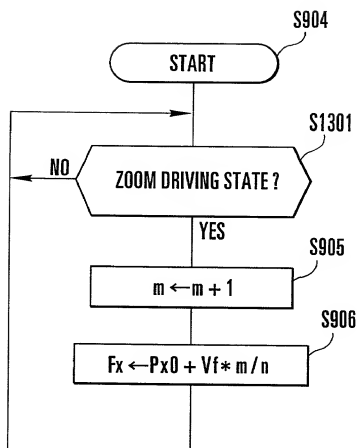 S904
START
S1301
ZOOM DRIVING STATE ?
NO
YES
S905
m ← m + 1
S906
Fx ← Px0 + Vf * m / n